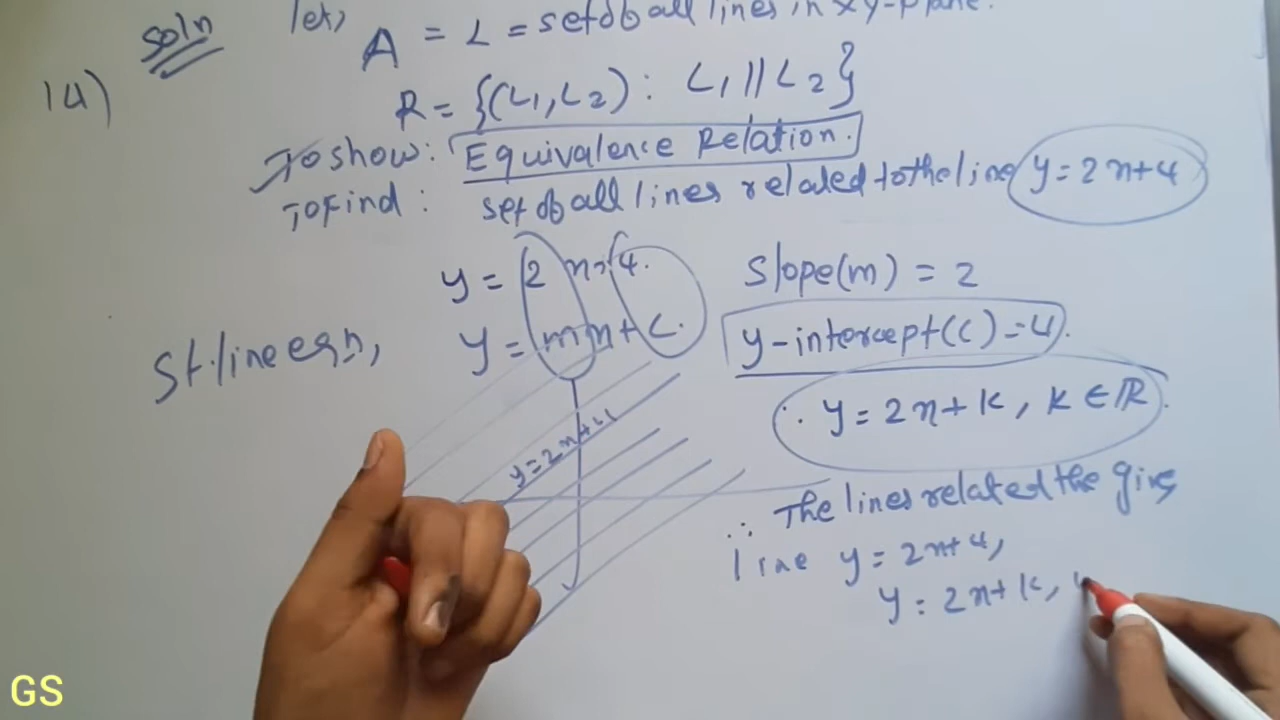 Soln let, A = L = set of all lines in xy-plane.
14)
R = {(L1, L2) : L1 || L2}
To show : Equivalence Relation.
To Find : set of all lines related to the line y = 2x+4
y = 2x+4.
Slope(m) = 2
St. line eqn,
y = mx + c.
y-intercept(c) = 4.
∴ y = 2x + k, k ∈ R.
y = 2x+4
∴ The lines related the give
line y = 2x+4,
y = 2x+k,
GS